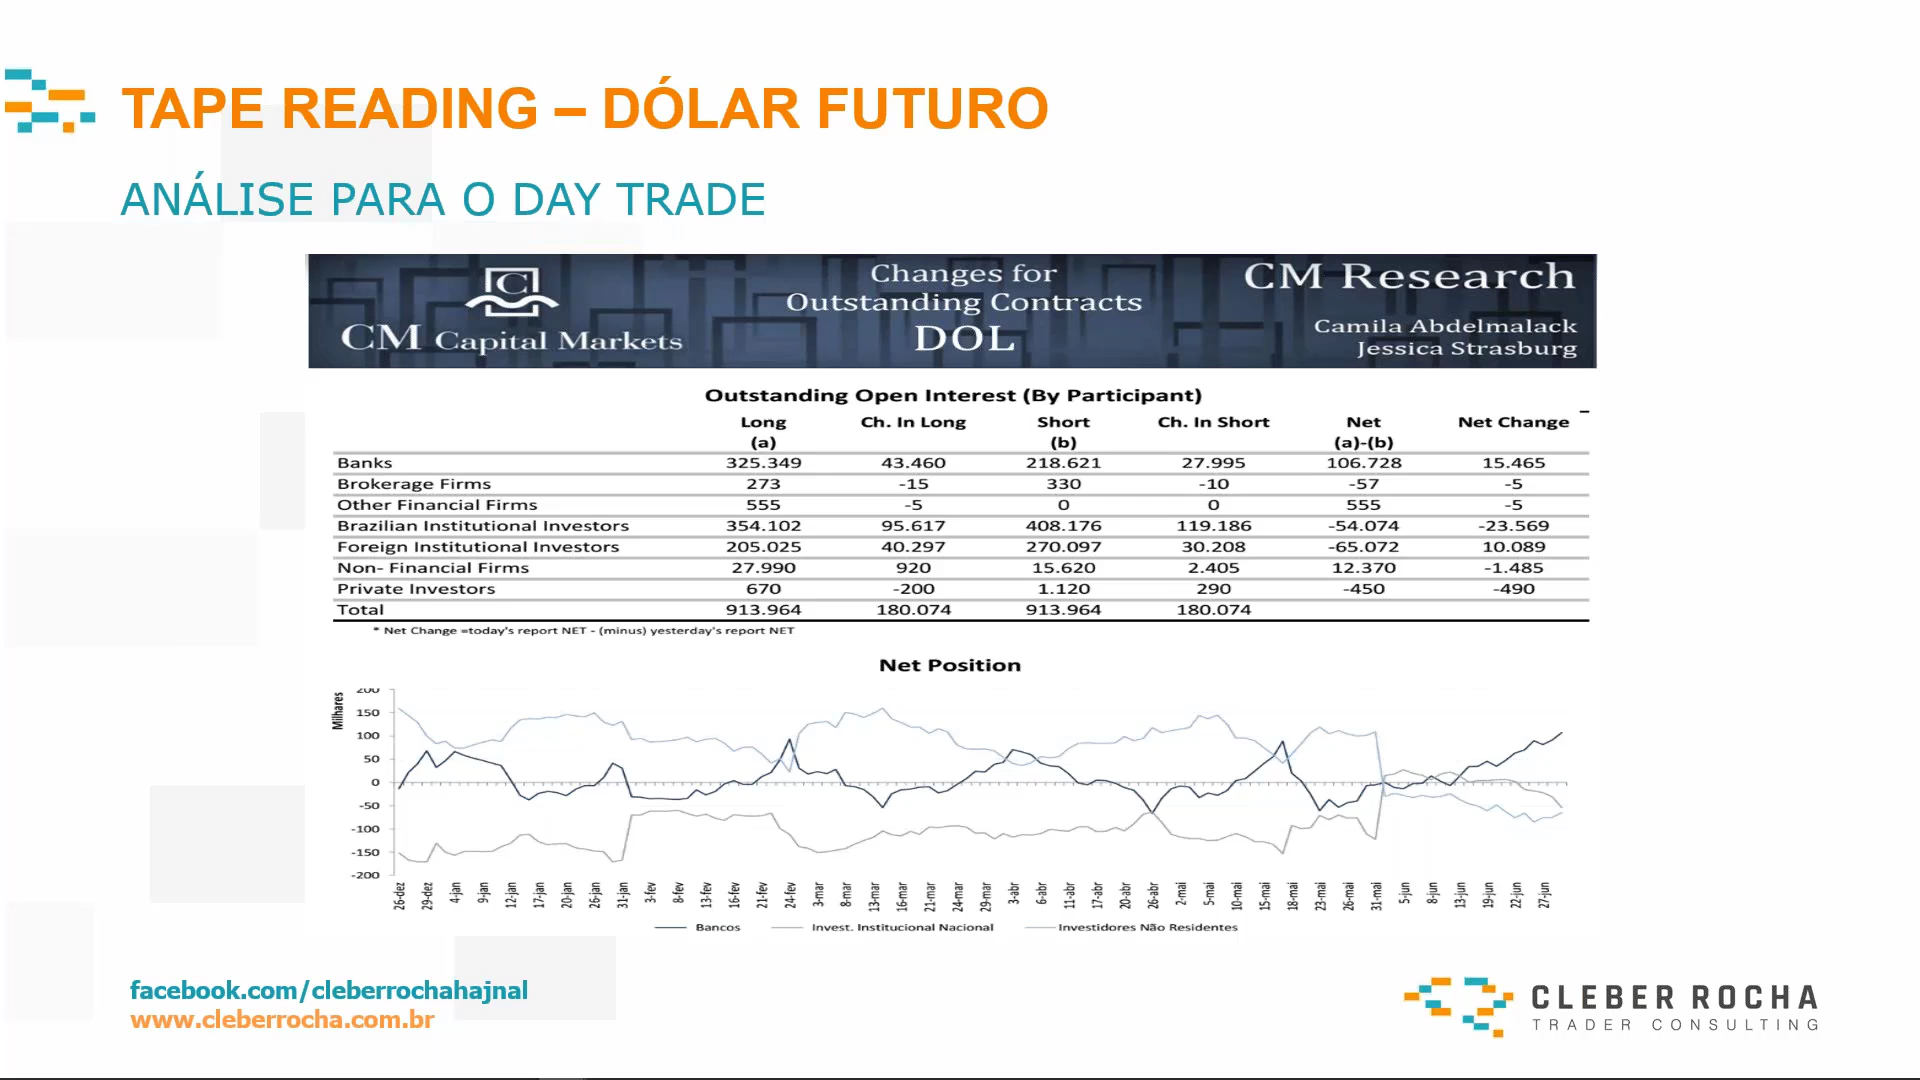 TAPE READING – DÓLAR FUTURO
ANÁLISE PARA O DAY TRADE
C
CM Capital Markets
Changes for
Outstanding Contracts
DOL
CM Research
Camila Abdelmalack
Jessica Strasburg
Outstanding Open Interest (By Participant)
Long Ch. In Long Short Ch. In Short Net Net Change
(a) (b) (a)-(b)
Banks 325.349 43.460 218.621 27.995 106.728 15.465
Brokerage Firms 273 -15 330 -10 -57 -5
Other Financial Firms 555 -5 0 0 555 -5
Brazilian Institutional Investors 354.102 95.617 408.176 119.186 -54.074 -23.569
Foreign Institutional Investors 205.025 40.297 270.097 30.208 -65.072 10.089
Non- Financial Firms 27.990 920 15.620 2.405 12.370 -1.485
Private Investors 670 -200 1.120 290 -450 -490
Total 913.964 180.074 913.964 180.074
* Net Change =today's report NET - (minus) yesterday's report NET
Net Position
Milhares
200
150
100
50
0
-50
-100
-150
-200
26-dez 29-dez 4-jan 9-jan 12-jan 17-jan 20-jan 26-jan 31-jan 3-fev 8-fev 13-fev 16-fev 21-fev 24-fev 3-mar 8-mar 13-mar 16-mar 21-mar 24-mar 29-mar 3-abr 6-abr 11-abr 17-abr 20-abr 26-abr 2-mai 5-mai 10-mai 15-mai 18-mai 23-mai 26-mai 31-mai 5-jun 8-jun 13-jun 19-jun 22-jun 27-jun
Bancos Invest. Institucional Nacional Investidores Não Residentes
facebook.com/cleberrochahajnal
www.cleberrocha.com.br
CLEBER ROCHA
TRADER CONSULTING